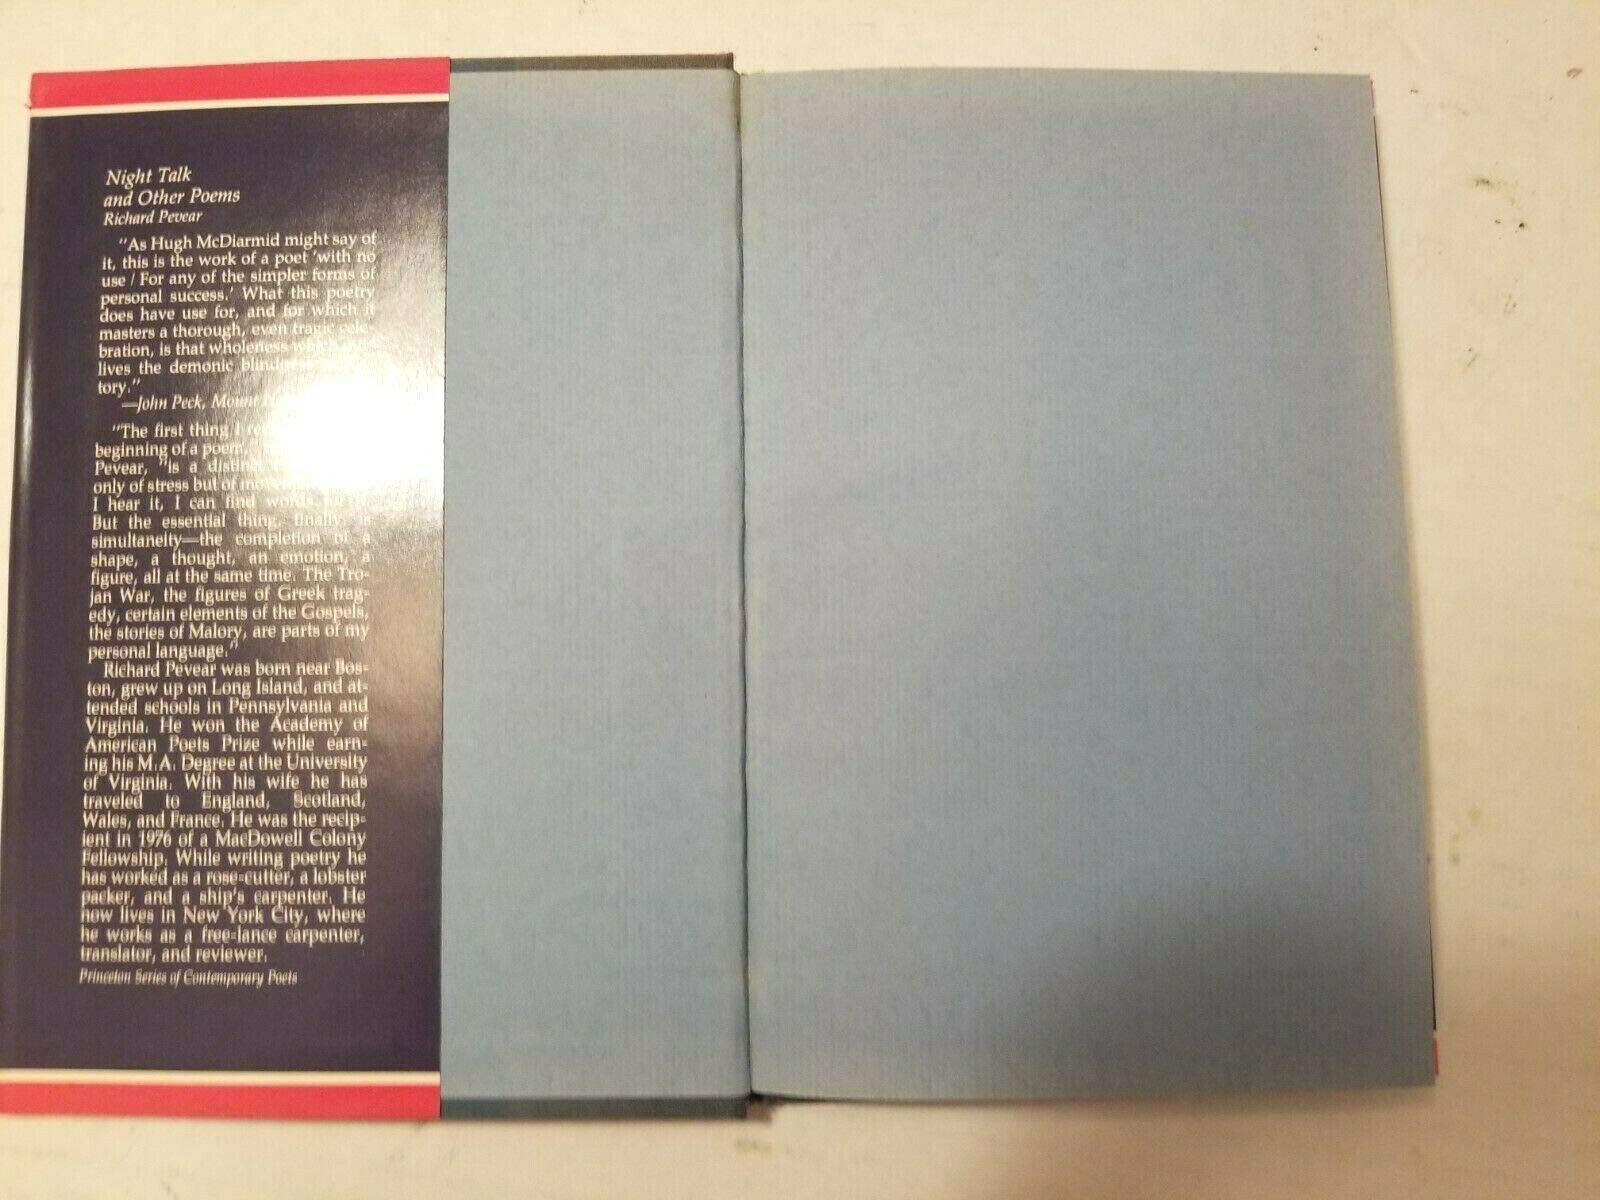 Night Talk
and Other Poems
Richard Pevear
"As Hugh McDiarmid might say of
it, this is the work of a poet 'with no
use / For any of the simpler forms of
personal success.' What this poetry
does have use for, and for which it
masters a thorough, even tragic cele-
bration, is that wholeness which
lives the demonic
tory."
—John Peck, Mount
"The first thing I
beginning of a poem,
Pevear, "is a
only of stress but of
I hear it, I can find words
But the essential thing, finally, is
simultaneity—the completion of a
shape, a thought, an emotion, a
figure, all at the same time. The Tro-
jan War, the figures of Greek trag-
edy, certain elements of the Gospels,
the stories of Malory, are parts of my
personal language."
Richard Pevear was born near Bos-
ton, grew up on Long Island, and at-
tended schools in Pennsylvania and
Virginia. He won the Academy of
American Poets Prize while earn-
ing his M.A. Degree at the University
of Virginia. With his wife he has
traveled to England, Scotland,
Wales, and France. He was the recip-
ient in 1976 of a MacDowell Colony
Fellowship. While writing poetry he
has worked as a rose-cutter, a lobster
packer, and a ship's carpenter. He
now lives in New York City, where
he works as a free-lance carpenter,
translator, and reviewer.
Princeton Series of Contemporary Poets